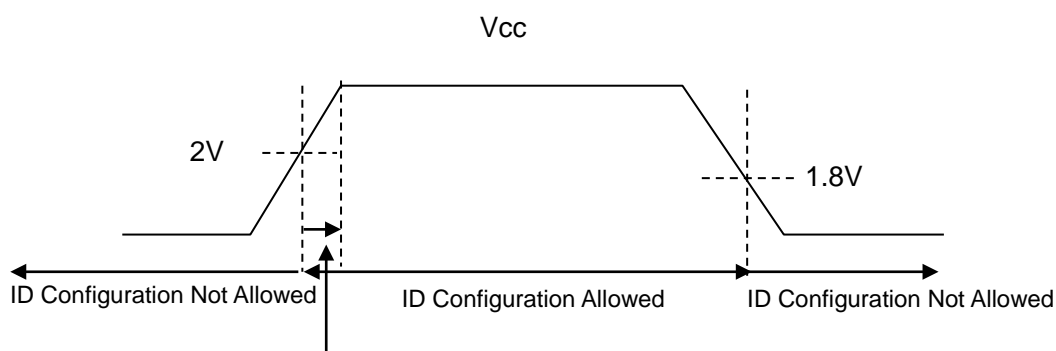 Vcc
2V
1.8V
ID Configuration Not Allowed
ID Configuration Allowed
ID Configuration Not Allowed